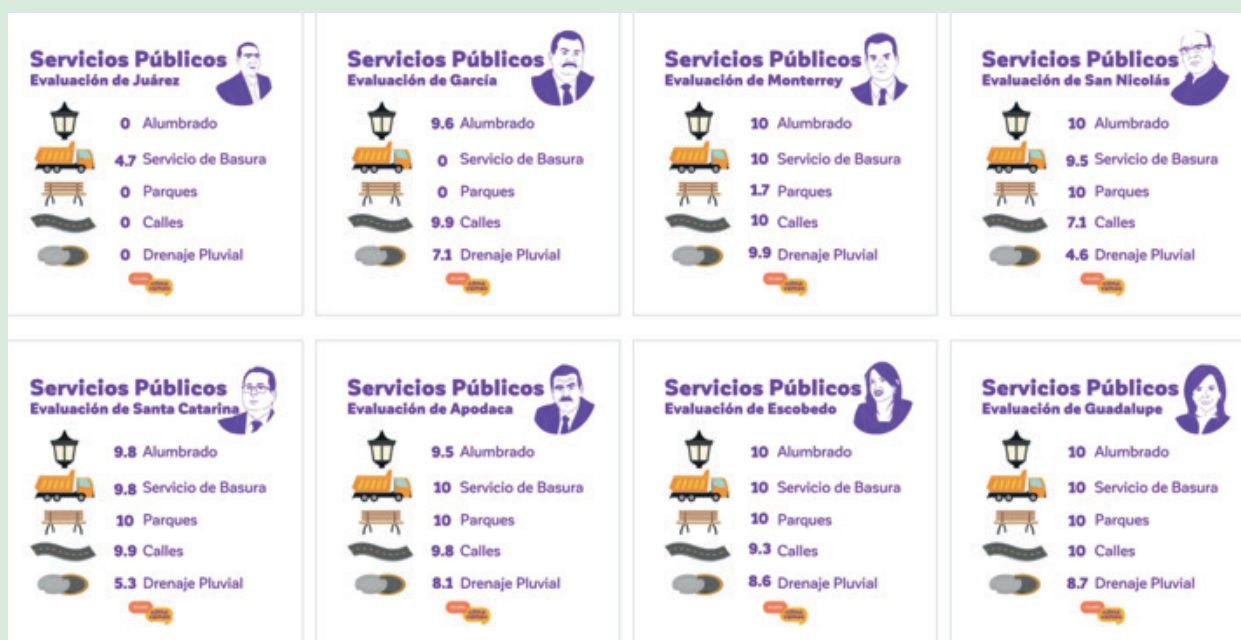 Servicios Públicos
Evaluación de Juárez
0 Alumbrado
4.7 Servicio de Basura
0 Parques
0 Calles
0 Drenaje Pluvial
Servicios Públicos
Evaluación de García
9.6 Alumbrado
0 Servicio de Basura
0 Parques
9.9 Calles
7.1 Drenaje Pluvial
Servicios Públicos
Evaluación de Monterrey
10 Alumbrado
10 Servicio de Basura
1.7 Parques
10 Calles
9.9 Drenaje Pluvial
Servicios Públicos
Evaluación de San Nicolás
10 Alumbrado
9.5 Servicio de Basura
10 Parques
7.1 Calles
4.6 Drenaje Pluvial
Servicios Públicos
Evaluación de Santa Catarina
9.8 Alumbrado
9.8 Servicio de Basura
10 Parques
9.9 Calles
5.3 Drenaje Pluvial
Servicios Públicos
Evaluación de Apodaca
9.5 Alumbrado
10 Servicio de Basura
10 Parques
9.8 Calles
8.1 Drenaje Pluvial
Servicios Públicos
Evaluación de Escobedo
10 Alumbrado
10 Servicio de Basura
10 Parques
9.3 Calles
8.6 Drenaje Pluvial
Servicios Públicos
Evaluación de Guadalupe
10 Alumbrado
10 Servicio de Basura
10 Parques
10 Calles
8.7 Drenaje Pluvial